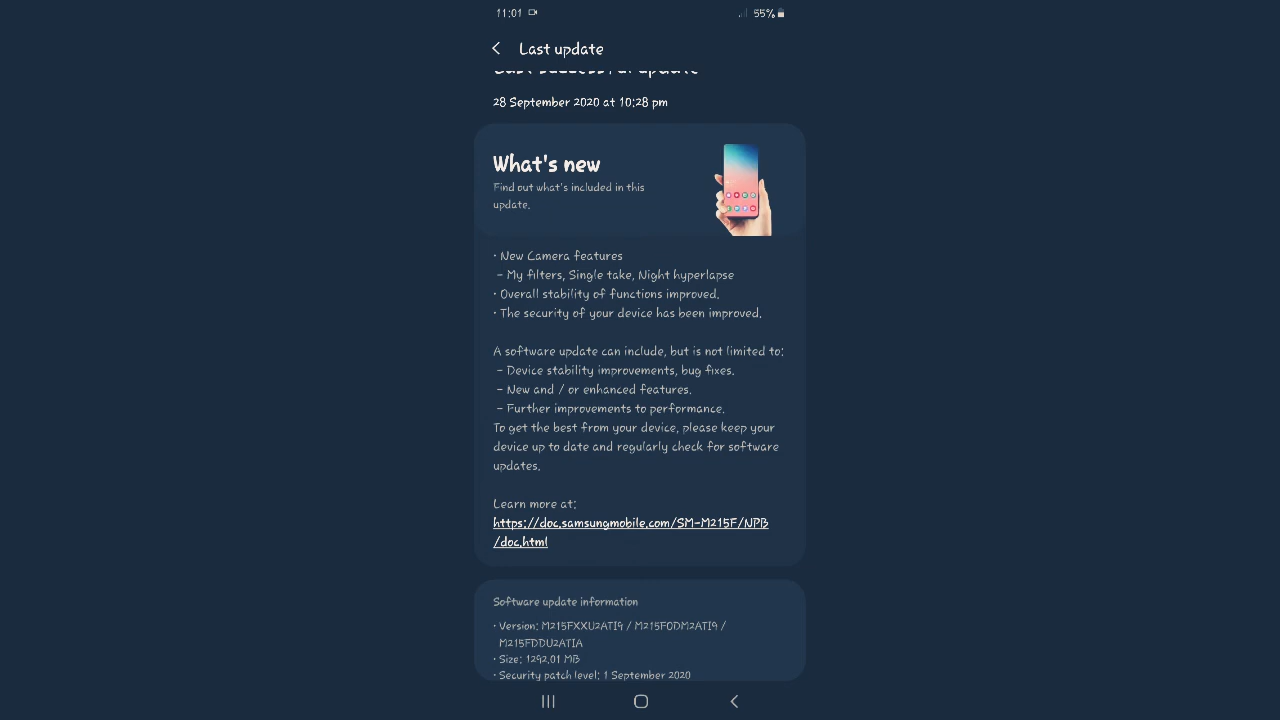 11:01
55%
Last update
28 September 2020 at 10:28 pm
What's new
Find out what's included in this
update.
• New Camera features
- My filters, Single take, Night hyperlapse
• Overall stability of functions improved.
• The security of your device has been improved.
A software update can include, but is not limited to:
- Device stability improvements, bug fixes.
- New and / or enhanced features.
- Further improvements to performance.
To get the best from your device, please keep your
device up to date and regularly check for software
updates.
Learn more at:
https://doc.samsungmobile.com/SM-M215F/NPB
/doc.html
Software update information
• Version: M215FXXU2ATI9 / M215FODM2ATI9 /
M215FDDU2ATIA
• Size: 1292.01 MB
• Security patch level: 1 September 2020